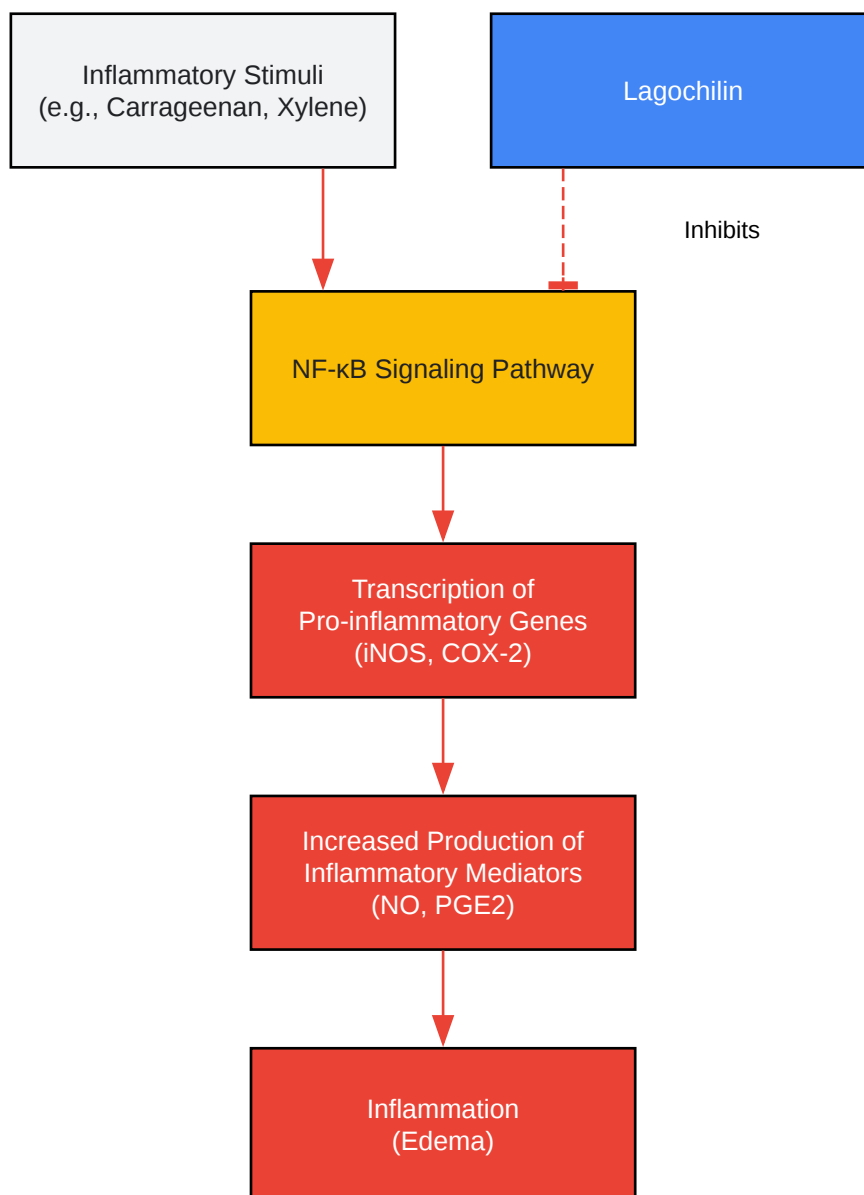 Inflammatory Stimuli
(e.g., Carrageenan, Xylene)
Lagochilin
Inhibits
NF-κB Signaling Pathway
Transcription of
Pro-inflammatory Genes
(iNOS, COX-2)
Increased Production of
Inflammatory Mediators
(NO, PGE2)
Inflammation
(Edema)